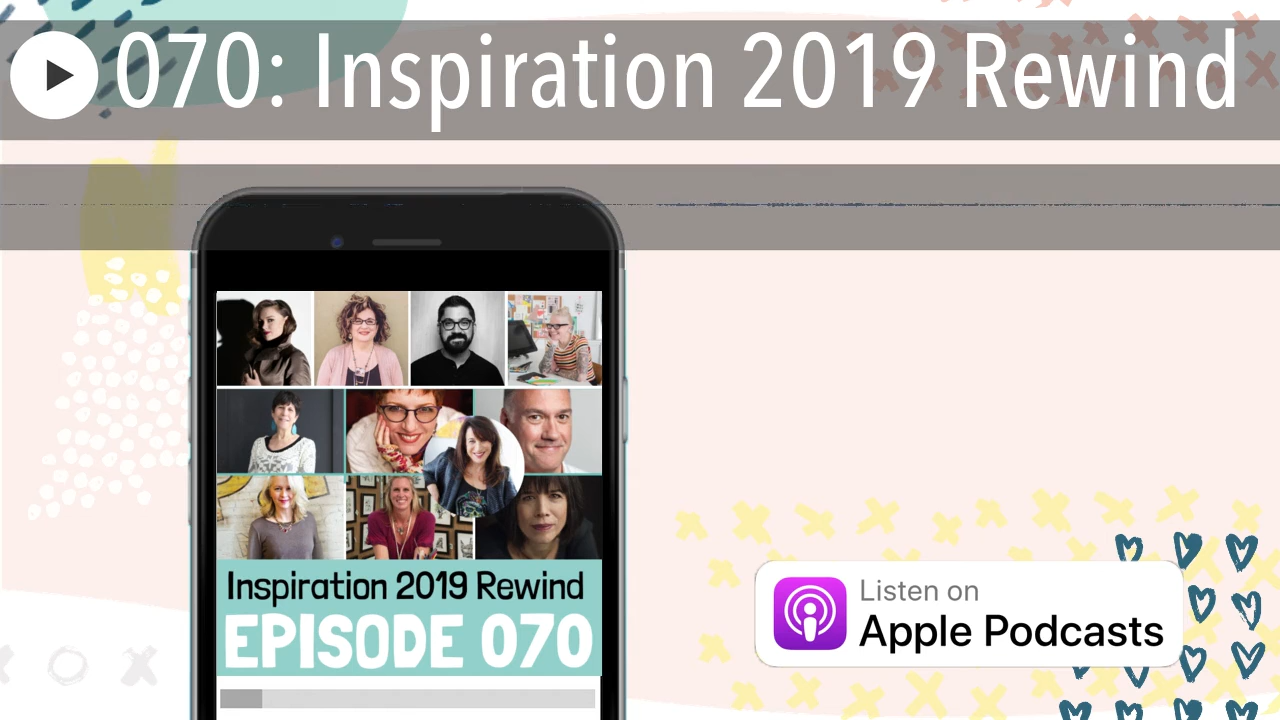 070: Inspiration 2019 Rewind
Inspiration 2019 Rewind
EPISODE 070
Listen on
Apple Podcasts